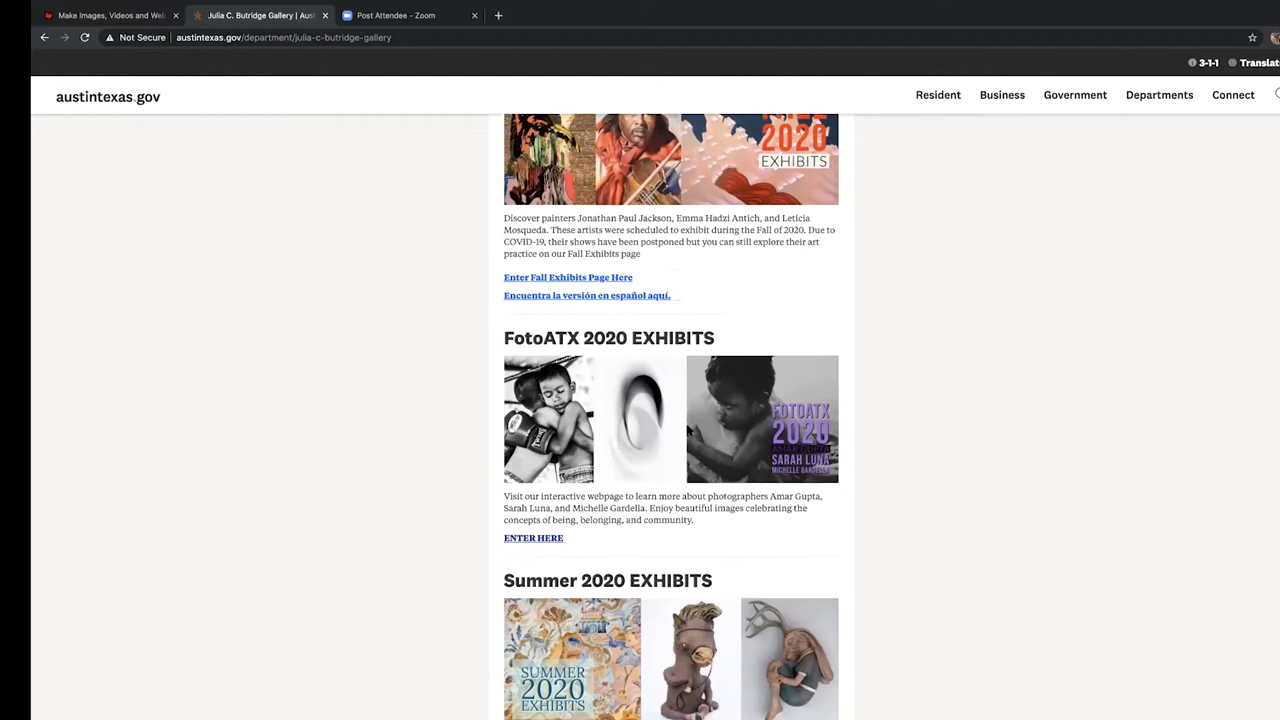 Make Images, Videos and Web
Julia C. Butridge Gallery | Aust
Post Attendee - Zoom
Not Secure
austintexas.gov/department/julia-c-butridge-gallery
3-1-1
Translat
austintexas.gov
Resident
Business
Government
Departments
Connect
2020
EXHIBITS
Discover painters Jonathan Paul Jackson, Emma Hadzi Antich, and Leticia
Mosqueda. These artists were scheduled to exhibit during the Fall of 2020. Due to
COVID-19, their shows have been postponed but you can still explore their art
practice on our Fall Exhibits page
Enter Fall Exhibits Page Here
Encuentra la versión en español aquí.
FotoATX 2020 EXHIBITS
FOTOATX
2020
AMAR GUPTA
SARAH LUNA
MICHELLE GARDELLA
Visit our interactive webpage to learn more about photographers Amar Gupta,
Sarah Luna, and Michelle Gardella. Enjoy beautiful images celebrating the
concepts of being, belonging, and community.
ENTER HERE
Summer 2020 EXHIBITS
SUMMER
2020
EXHIBITS